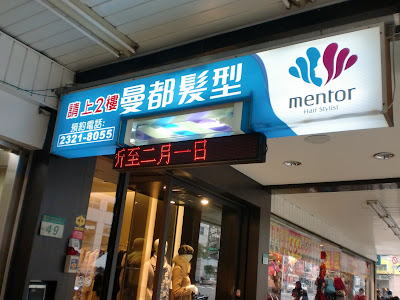 請上2樓
曼都髮型
預約電話:
2321-8055
mentor
Hair Stylist
折至二月一日
49